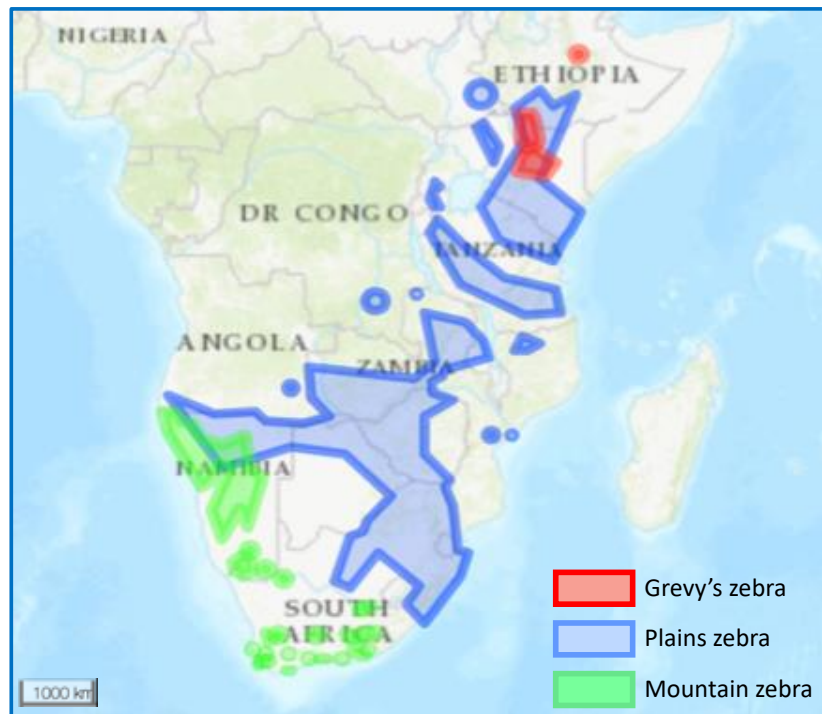 NIGERIA
ETHIOPIA
DR CONGO
TANZANIA
ANGOLA
ZAMBIA
NAMIBIA
SOUTH
AFRICA
Grevy's zebra
Plains zebra
Mountain zebra
1000 km